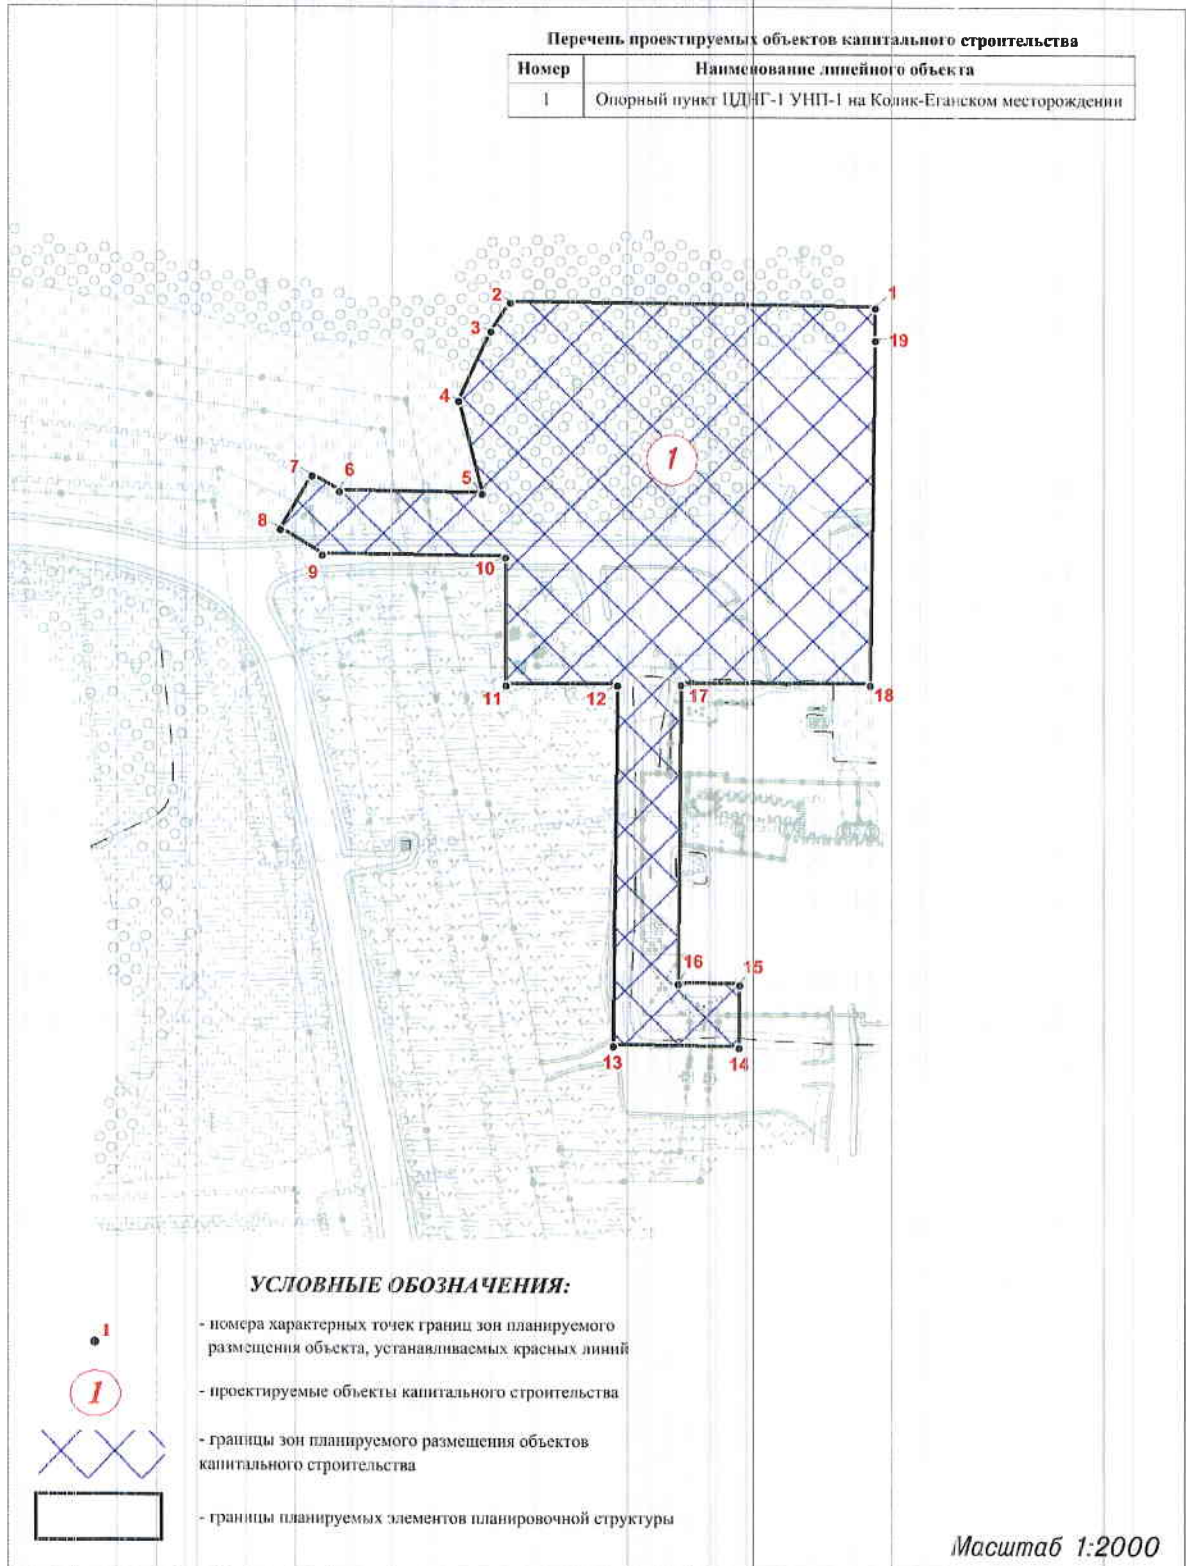 Перечень проектируемых объектов капитального строительства
Номер Наименование линейного объекта
1 Опорный пункт ЦДНГ-1 УНП-1 на Колик-Еганском месторождении
2
1
3
19
4
1
7
6
5
8
9
10
11
12
17
18
16
15
13
14
УСЛОВНЫЕ ОБОЗНАЧЕНИЯ:
1
- номера характерных точек границ зон планируемого
размещения объекта, устанавливаемых красных линий
1
- проектируемые объекты капитального строительства
- границы зон планируемого размещения объектов
капитального строительства
- границы планируемых элементов планировочной структуры
Масштаб 1:2000